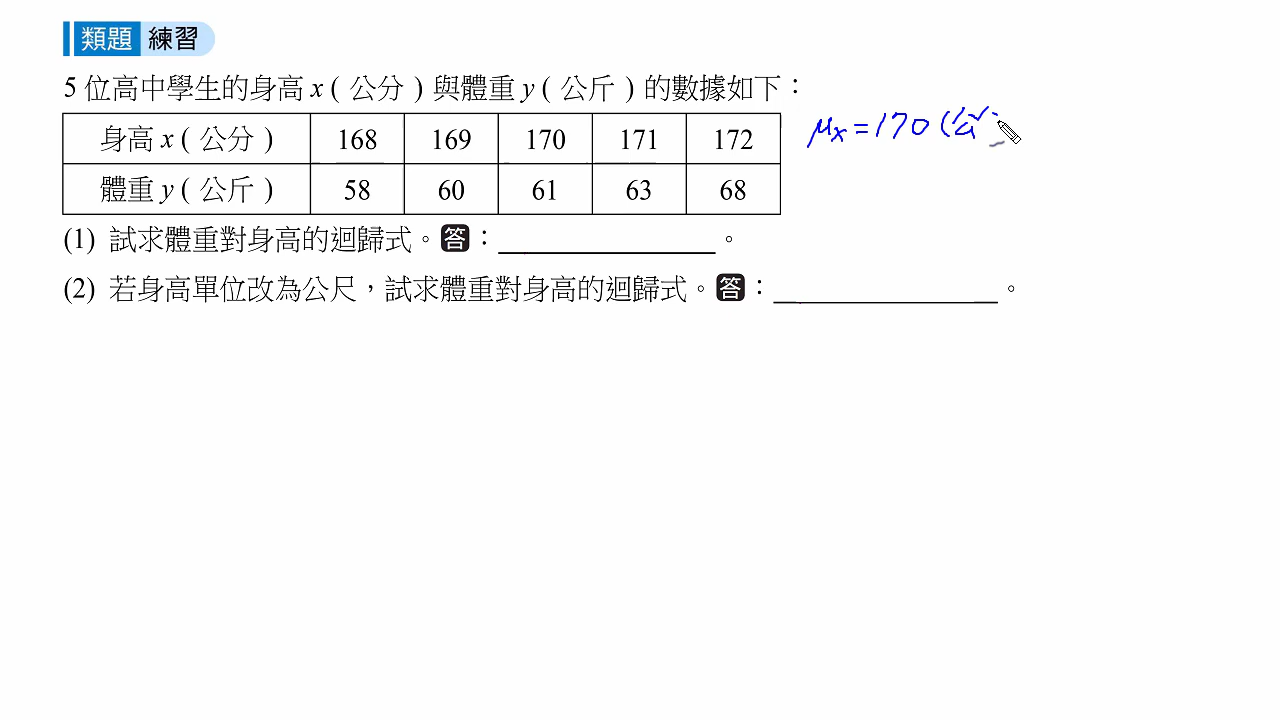 類題 練習
5 位高中學生的身高 x ( 公分 ) 與體重 y ( 公斤 ) 的數據如下：
身高 x ( 公分 ) 168 169 170 171 172
體重 y ( 公斤 ) 58 60 61 63 68
μx = 170 (公
(1) 試求體重對身高的迴歸式。答：＿＿＿＿＿＿＿＿。
(2) 若身高單位改為公尺，試求體重對身高的迴歸式。答：＿＿＿＿＿＿＿＿。